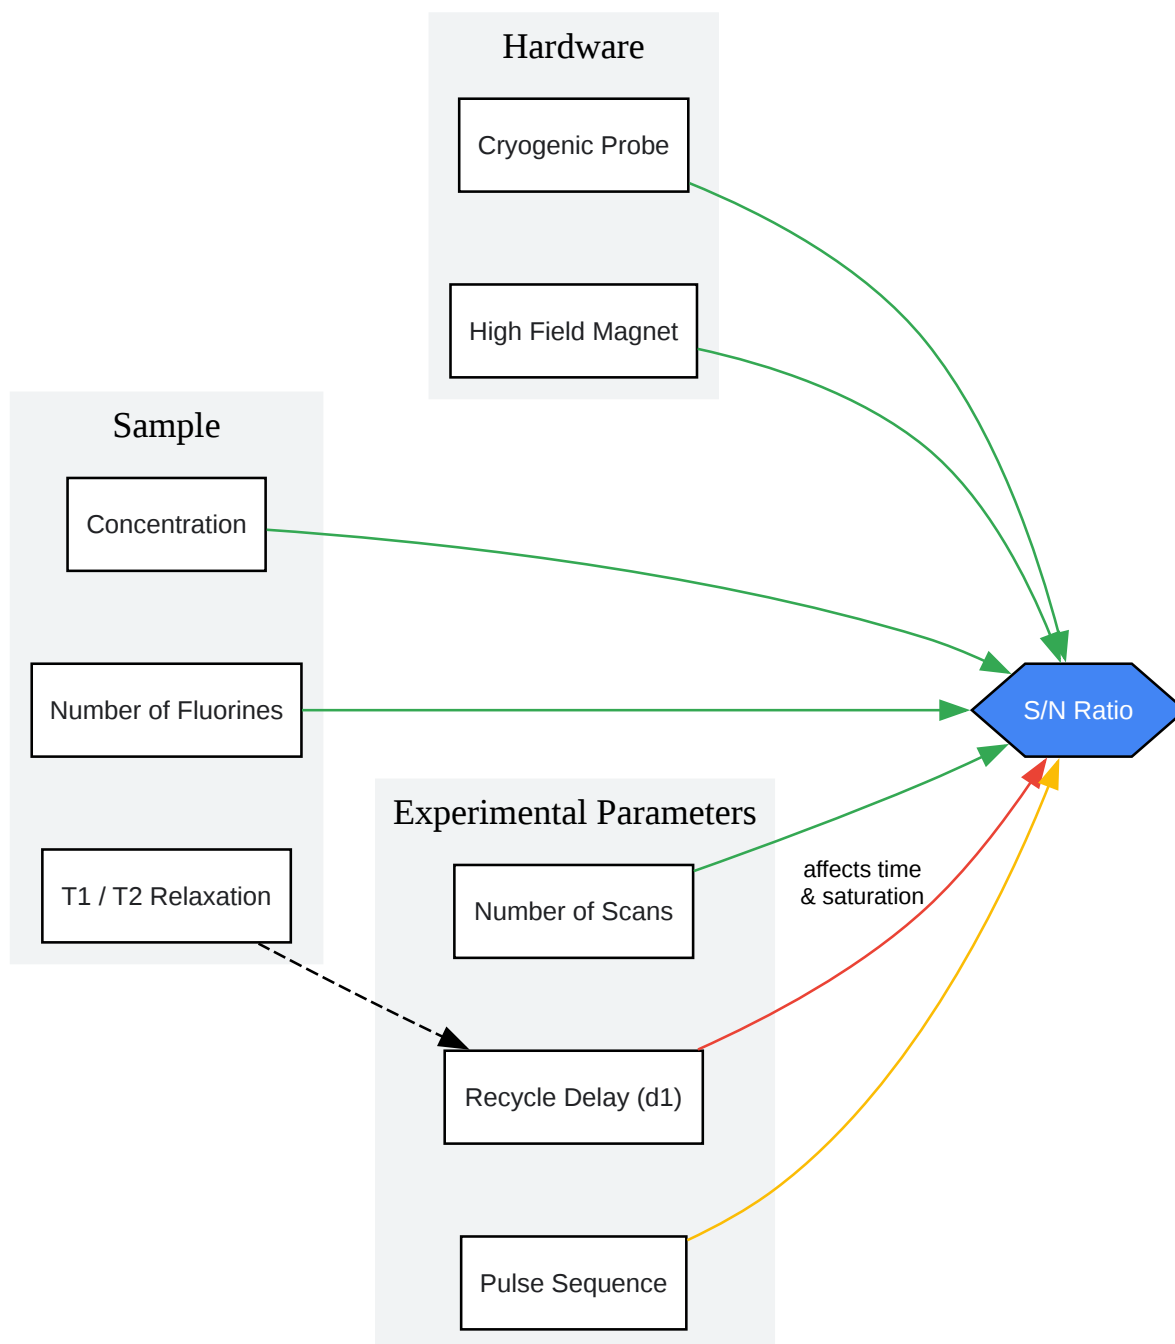 Hardware
Cryogenic Probe
High Field Magnet
Sample
Concentration
Number of Fluorines
T1 / T2 Relaxation
Experimental Parameters
Number of Scans
Recycle Delay (d1)
Pulse Sequence
affects time
& saturation
S/N Ratio